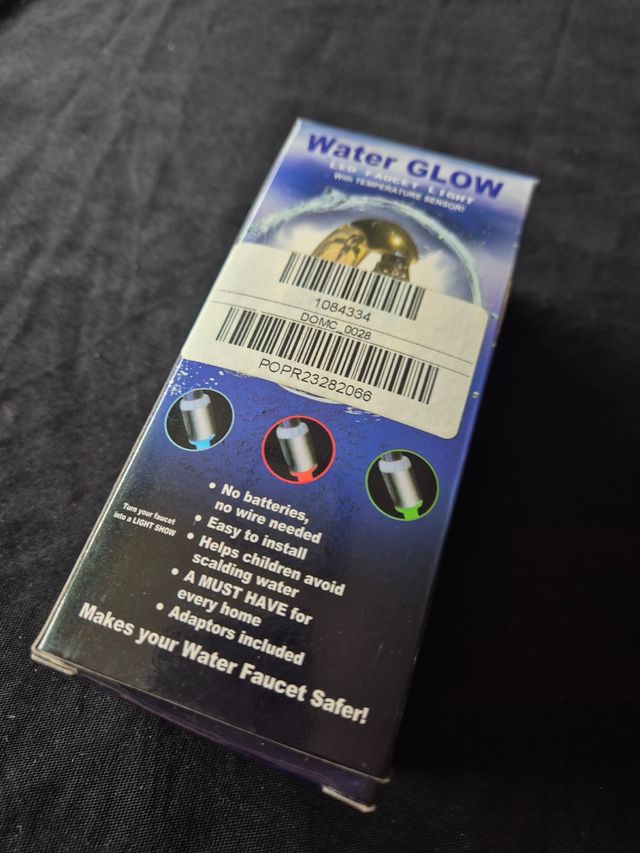 Water GLOW
LED FAUCET LIGHT
With TEMPERATURE SENSOR!
1084334
DOMC_0028
POPR23282066
Turn your faucet
into a LIGHT SHOW
• No batteries,
no wire needed
• Easy to install
• Helps children avoid
scalding water
• A MUST HAVE for
every home
• Adaptors included
Makes your Water Faucet Safer!